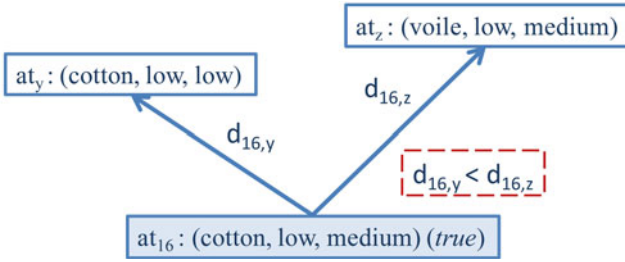 at_z : (voile, low, medium)
at_y : (cotton, low, low)
d_16,z
d_16,y
d_16,y < d_16,z
at_16 : (cotton, low, medium) (true)